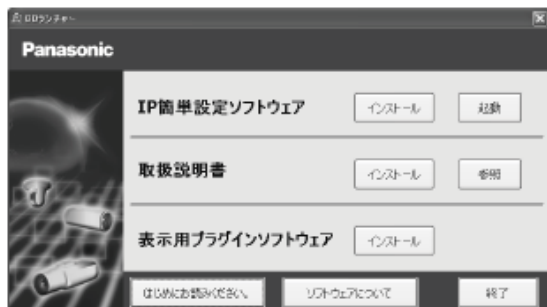 CDランチャー
Panasonic
IP簡単設定ソフトウェア インストール 起動
取扱説明書 インストール 参照
表示用プラグインソフトウェア インストール
はじめにお読みください。 ソフトウェアについて 終了